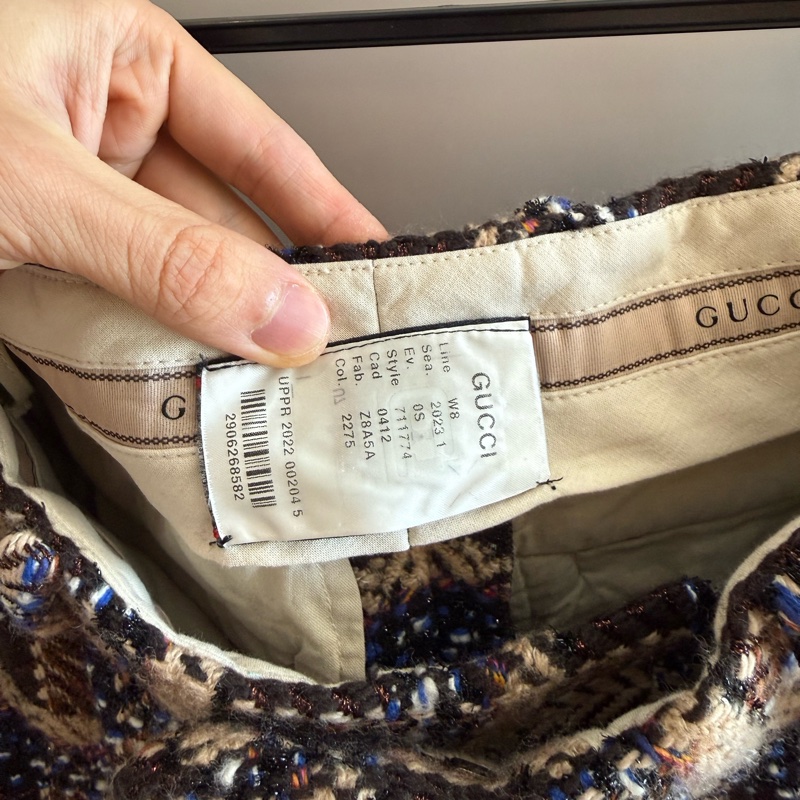 GUCCI
Line W8
Sea. 2023 1
Ev. 0S
Style 711774
Cad 0412
Fab. Z8A5A
Col. 2275
UPPR 2022 00204 5
2906268582
G
GUCC